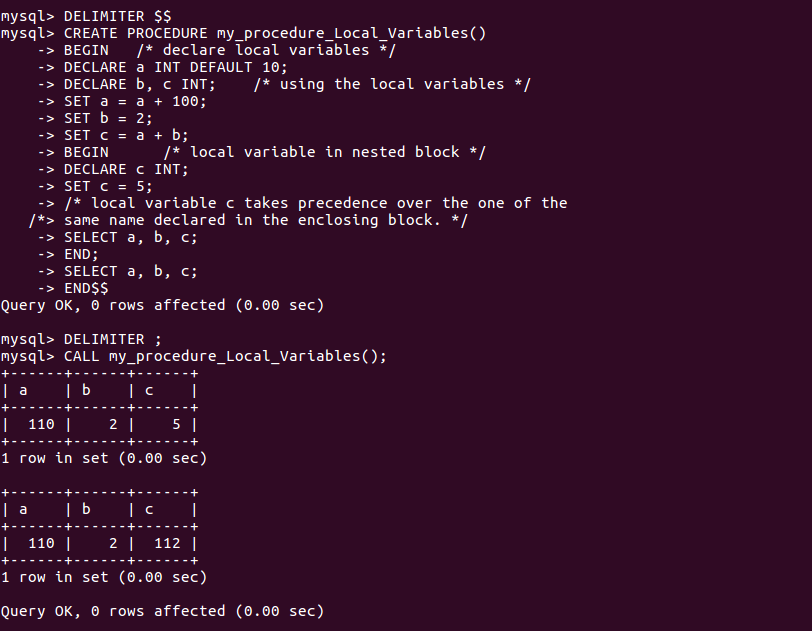 mysql> DELIMITER $$
mysql> CREATE PROCEDURE my_procedure_Local_Variables()
    -> BEGIN   /* declare local variables */
    -> DECLARE a INT DEFAULT 10;
    -> DECLARE b, c INT;    /* using the local variables */
    -> SET a = a + 100;
    -> SET b = 2;
    -> SET c = a + b;
    -> BEGIN      /* local variable in nested block */
    -> DECLARE c INT;
    -> SET c = 5;
    -> /* local variable c takes precedence over the one of the
   /*> same name declared in the enclosing block. */
    -> SELECT a, b, c;
    -> END;
    -> SELECT a, b, c;
    -> END$$
Query OK, 0 rows affected (0.00 sec)

mysql> DELIMITER ;
mysql> CALL my_procedure_Local_Variables();
+------+------+------+
| a    | b    | c    |
+------+------+------+
|  110 |    2 |    5 |
+------+------+------+
1 row in set (0.00 sec)

+------+------+------+
| a    | b    | c    |
+------+------+------+
|  110 |    2 |  112 |
+------+------+------+
1 row in set (0.00 sec)

Query OK, 0 rows affected (0.00 sec)